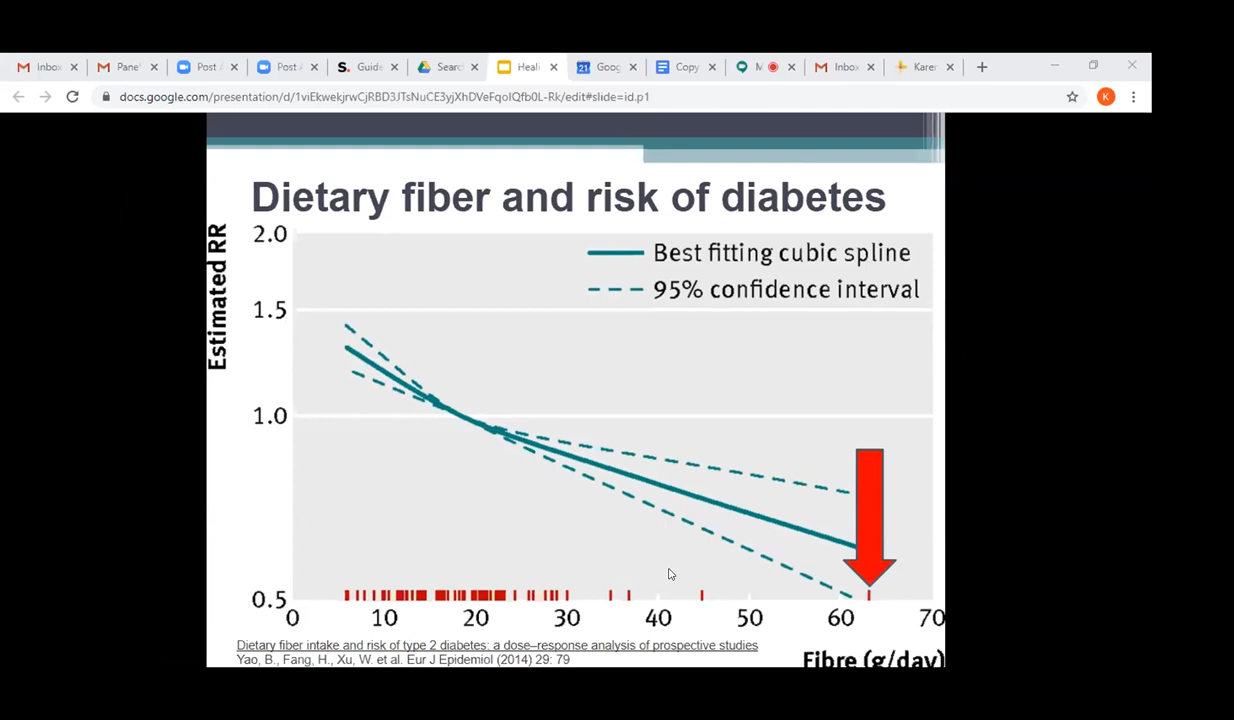 Inbox
Panel
Post A
Post A
Guide
Searc
Heali
21
Goog
Copy
M
Inbox
Karer
docs.google.com/presentation/d/1viEkwekjrwCjRBD3JTsNuCE3yjXhDVeFqoIQfb0L-Rk/edit#slide=id.p1
K
Dietary fiber and risk of diabetes
Estimated RR
2.0
Best fitting cubic spline
95% confidence interval
1.5
1.0
0.5
0 10 20 30 40 50 60 70
Dietary fiber intake and risk of type 2 diabetes: a dose–response analysis of prospective studies
Yao, B., Fang, H., Xu, W. et al. Eur J Epidemiol (2014) 29: 79
Fibre (g/day)